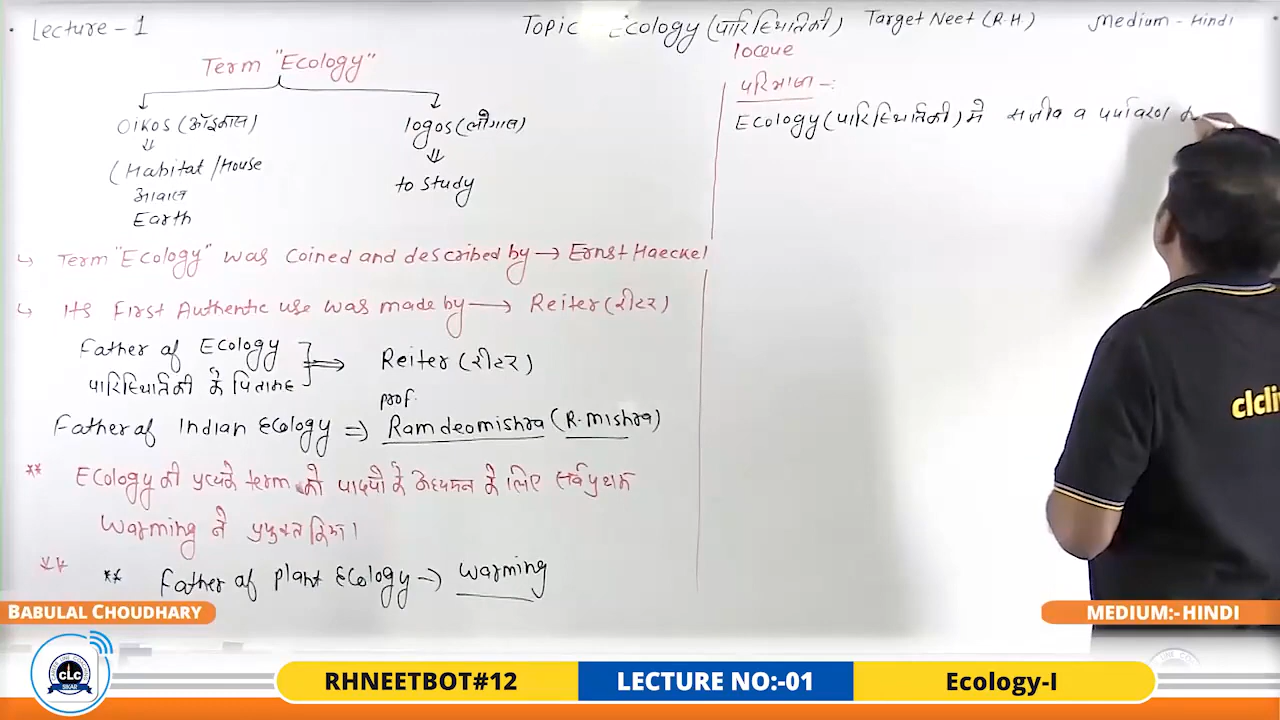 Lecture - 1
Topic Ecology (पारिस्थितिकी) Target Neet (R.H) Medium - Hindi
Term "Ecology"
Oikos (ऑइकास) logos (लौगास)
(Habitat / House to study
आवास
Earth
↳ Term "Ecology" was coined and described by → Ernst Haeckel
↳ Its First Authentic use was made by → Reiter (रीटर)
Father of Ecology
पारिस्थितिकी के पितामह ⇒ Reiter (रीटर)
prof.
Father of Indian Ecology ⇒ Ramdeomishra (R. mishra)
** Ecology की term को पादपों के अध्ययन के लिए सर्वप्रथम
Warming ने प्रयुक्त किया।
** ** Father of plant Ecology → Warming
परिभाषा -:
Ecology (पारिस्थितिकी) में सजीव व पर्यावरण
clcli
BABULAL CHOUDHARY
MEDIUM:- HINDI
CLC
SIKAR
RHNEETBOT#12 LECTURE NO:-01 Ecology-I